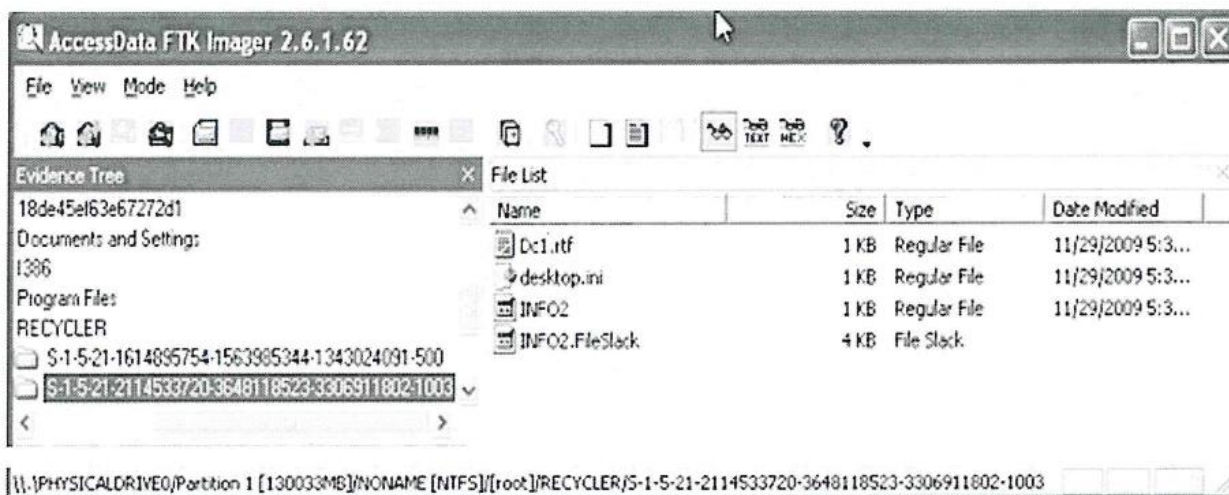 AccessData FTK Imager 2.6.1.62
File View Mode Help
TEXT HEX
Evidence Tree
18de45ef63e67272d1
Documents and Settings
I386
Program Files
RECYCLER
S-1-5-21-1614895754-1563985344-1343024091-500
S-1-5-21-2114533720-3648118523-3306911802-1003
File List
Name Size Type Date Modified
Dc1.rtf 1 KB Regular File 11/29/2009 5:3...
desktop.ini 1 KB Regular File 11/29/2009 5:3...
INFO2 1 KB Regular File 11/29/2009 5:3...
INFO2.FileSlack 4 KB File Slack
\\.\PHYSICALDRIVE0/Partition 1 [130033MB]/NONAME [NTFS]/[root]/RECYCLER/S-1-5-21-2114533720-3648118523-3306911802-1003